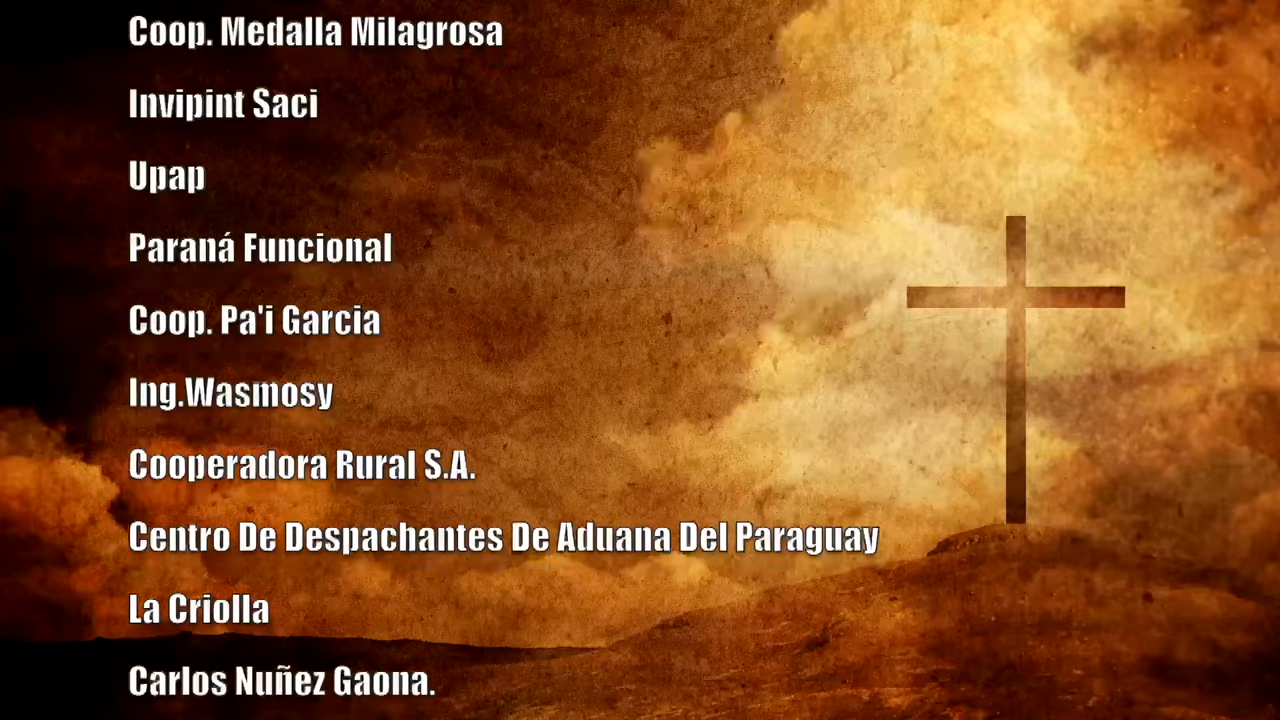 Coop. Medalla Milagrosa
Invipint Saci
Upap
Paraná Funcional
Coop. Pa'i Garcia
Ing.Wasmosy
Cooperadora Rural S.A.
Centro De Despachantes De Aduana Del Paraguay
La Criolla
Carlos Nuñez Gaona.